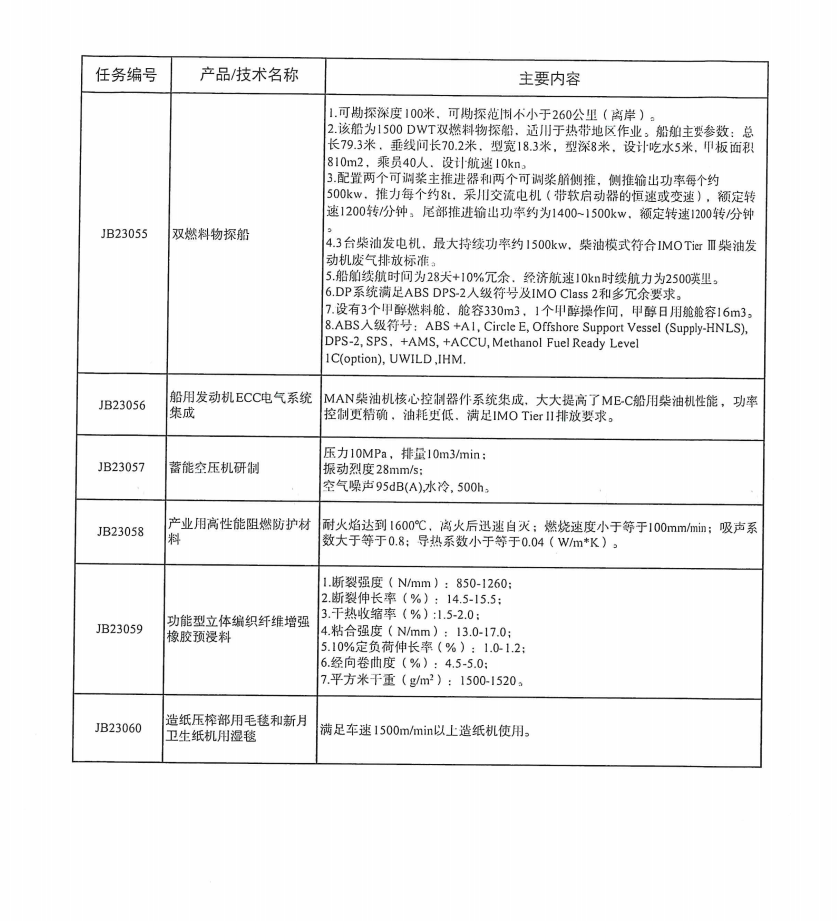 任务编号
产品/技术名称
主要内容
JB23055
双燃料物探船
1.可勘探深度100米，可勘探范围不小于260公里（离岸）。
2.该船为1500 DWT双燃料物探船，适用于热带地区作业。船舶主要参数：总
长79.3米，垂线间长70.2米，型宽18.3米，型深8米，设计吃水5米，甲板面积
810m2，乘员40人，设计航速10kn。
3.配置两个可调桨主推进器和两个可调桨艏侧推，侧推输出功率每个约
500kw，推力每个约8t，采用交流电机（带软启动器的恒速或变速），额定转
速1200转/分钟。尾部推进输出功率约为1400~1500kw，额定转速1200转/分钟
。
4.3台柴油发电机，最大持续功率约1500kw，柴油模式符合IMO Tier Ⅲ柴油发
动机废气排放标准。
5.船舶续航时间为28天+10%冗余，经济航速10kn时续航力为2500英里。
6.DP系统满足ABS DPS-2入级符号及IMO Class 2和多冗余要求。
7.设有3个甲醇燃料舱，舱容330m3，1个甲醇操作间，甲醇日用舱舱容16m3。
8.ABS入级符号：ABS +A1, Circle E, Offshore Support Vessel (Supply-HNLS),
DPS-2, SPS，+AMS, +ACCU, Methanol Fuel Ready Level
1C(option), UWILD ,IHM.
JB23056
船用发动机ECC电气系统
集成
MAN柴油机核心控制器件系统集成，大大提高了ME-C船用柴油机性能，功率
控制更精确，油耗更低，满足IMO Tier II排放要求。
JB23057
蓄能空压机研制
压力10MPa，排量10m3/min；
振动烈度28mm/s；
空气噪声95dB(A),水冷, 500h。
JB23058
产业用高性能阻燃防护材
料
耐火焰达到1600℃，离火后迅速自灭；燃烧速度小于等于100mm/min；吸声系
数大于等于0.8；导热系数小于等于0.04（W/m*K）。
JB23059
功能型立体编织纤维增强
橡胶预浸料
1.断裂强度（N/mm）：850-1260；
2.断裂伸长率（%）：14.5-15.5；
3.干热收缩率（%）:1.5-2.0；
4.粘合强度（N/mm）：13.0-17.0；
5.10%定负荷伸长率（%）：1.0-1.2；
6.经向卷曲度（%）：4.5-5.0；
7.平方米干重（g/m²）：1500-1520。
JB23060
造纸压榨部用毛毯和新月
卫生纸机用湿毯
满足车速1500m/min以上造纸机使用。